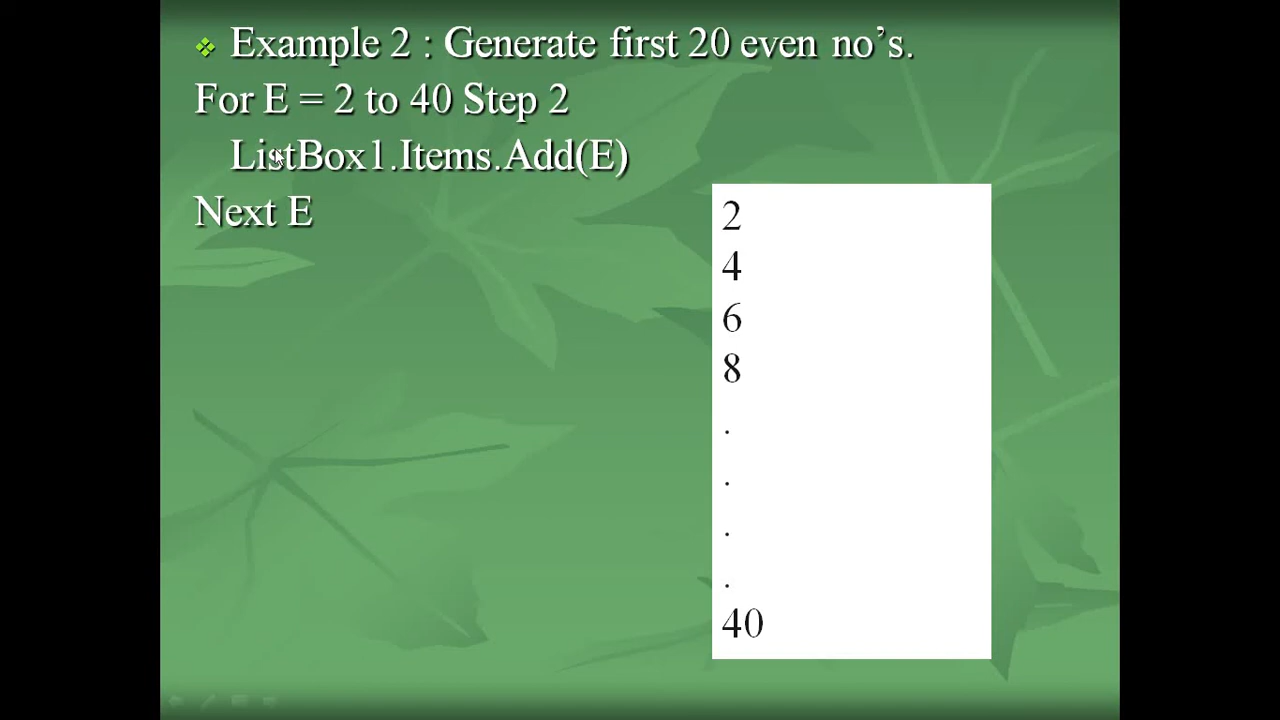 Example 2 : Generate first 20 even no’s.
For E = 2 to 40 Step 2
ListBox1.Items.Add(E)
Next E
2
4
6
8
.
.
.
.
40